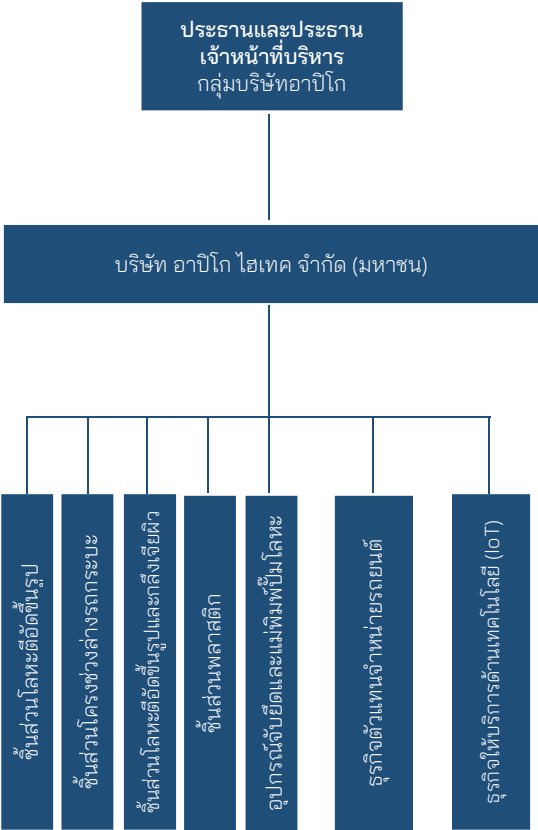 ประธานและประธาน
เจ้าหน้าที่บริหาร
กลุ่มบริษัทอาปิโก
บริษัท อาปิโก ไฮเทค จำกัด (มหาชน)
ชิ้นส่วนโลหะตีอัดขึ้นรูป
ชิ้นส่วนโครงช่วงล่างรถกระบะ
ชิ้นส่วนโลหะตีอัดขึ้นรูปและกลึงเจียผิว
ชิ้นส่วนพลาสติก
อุปกรณ์จับยึดและแม่พิมพ์ปั๊มโลหะ
ธุรกิจตัวแทนจำหน่ายรถยนต์
ธุรกิจให้บริการด้านเทคโนโลยี (IoT)